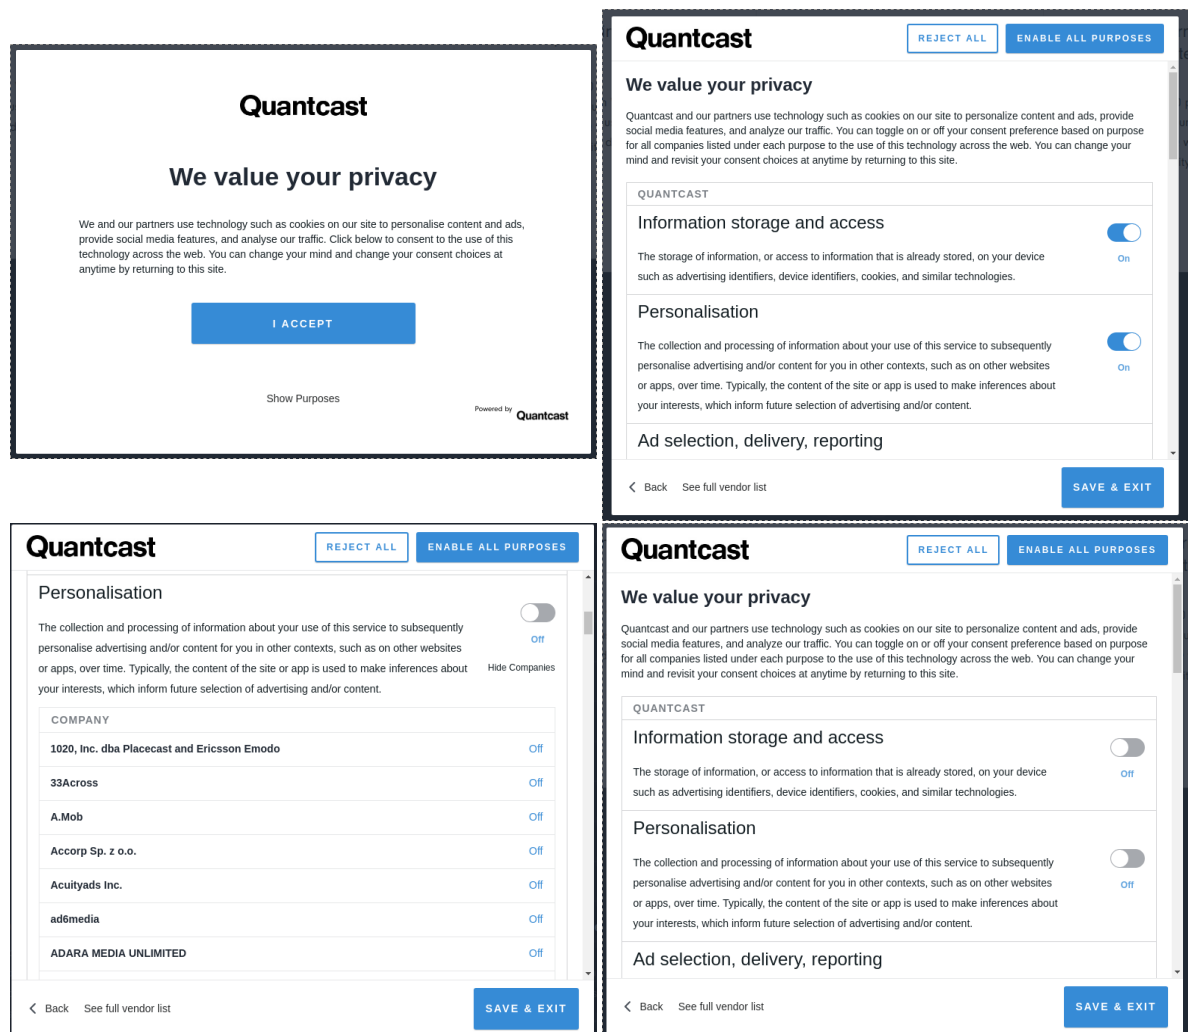 Quantcast
We value your privacy
We and our partners use technology such as cookies on our site to personalise content and ads,
provide social media features, and analyse our traffic. Click below to consent to the use of this
technology across the web. You can change your mind and change your consent choices at
anytime by returning to this site.
I ACCEPT
Show Purposes
Powered by Quantcast
Quantcast
REJECT ALL
ENABLE ALL PURPOSES
We value your privacy
Quantcast and our partners use technology such as cookies on our site to personalize content and ads, provide
social media features, and analyze our traffic. You can toggle on or off your consent preference based on purpose
for all companies listed under each purpose to the use of this technology across the web. You can change your
mind and revisit your consent choices at anytime by returning to this site.
QUANTCAST
Information storage and access
The storage of information, or access to information that is already stored, on your device
such as advertising identifiers, device identifiers, cookies, and similar technologies.
On
Personalisation
The collection and processing of information about your use of this service to subsequently
personalise advertising and/or content for you in other contexts, such as on other websites
or apps, over time. Typically, the content of the site or app is used to make inferences about
your interests, which inform future selection of advertising and/or content.
On
Ad selection, delivery, reporting
Back
See full vendor list
SAVE & EXIT
Quantcast
REJECT ALL
ENABLE ALL PURPOSES
Personalisation
The collection and processing of information about your use of this service to subsequently
personalise advertising and/or content for you in other contexts, such as on other websites
or apps, over time. Typically, the content of the site or app is used to make inferences about
your interests, which inform future selection of advertising and/or content.
Off
Hide Companies
COMPANY
1020, Inc. dba Placecast and Ericsson Emodo Off
33Across Off
A.Mob Off
Accorp Sp. z o.o. Off
Acuityads Inc. Off
ad6media Off
ADARA MEDIA UNLIMITED Off
Back
See full vendor list
SAVE & EXIT
Quantcast
REJECT ALL
ENABLE ALL PURPOSES
We value your privacy
Quantcast and our partners use technology such as cookies on our site to personalize content and ads, provide
social media features, and analyze our traffic. You can toggle on or off your consent preference based on purpose
for all companies listed under each purpose to the use of this technology across the web. You can change your
mind and revisit your consent choices at anytime by returning to this site.
QUANTCAST
Information storage and access
The storage of information, or access to information that is already stored, on your device
such as advertising identifiers, device identifiers, cookies, and similar technologies.
Off
Personalisation
The collection and processing of information about your use of this service to subsequently
personalise advertising and/or content for you in other contexts, such as on other websites
or apps, over time. Typically, the content of the site or app is used to make inferences about
your interests, which inform future selection of advertising and/or content.
Off
Ad selection, delivery, reporting
Back
See full vendor list
SAVE & EXIT